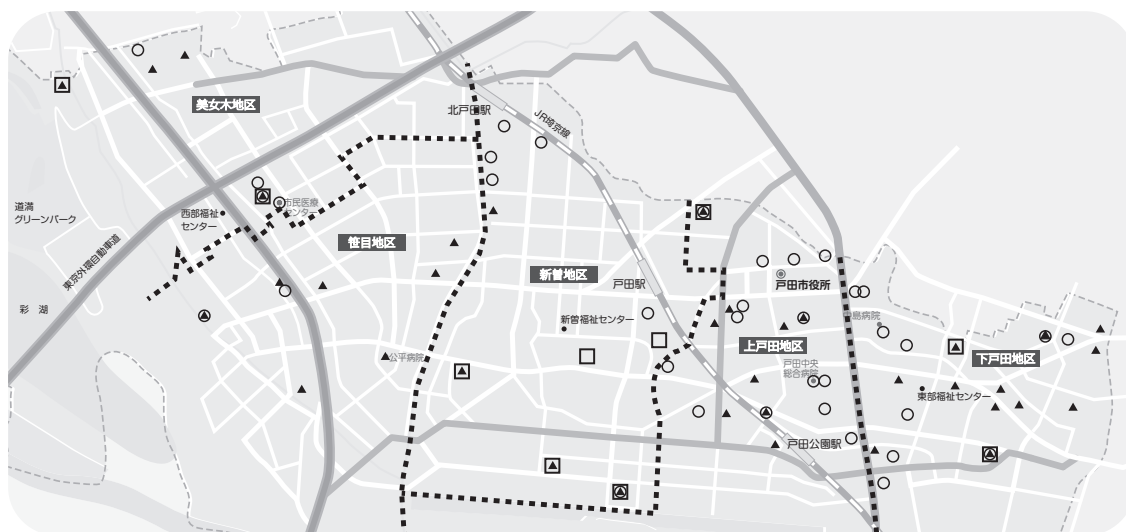 美女木地区
北戸田駅
JR埼京線
市民医療
センター
道満
グリーンパーク
西部福祉
センター
笹目地区
東京外環自動車道
新曽地区
戸田駅
戸田市役所
彩 湖
新曽福祉センター
中島病院
上戸田地区
下戸田地区
公平病院
戸田中央
総合病院
東部福祉センター
戸田公園駅